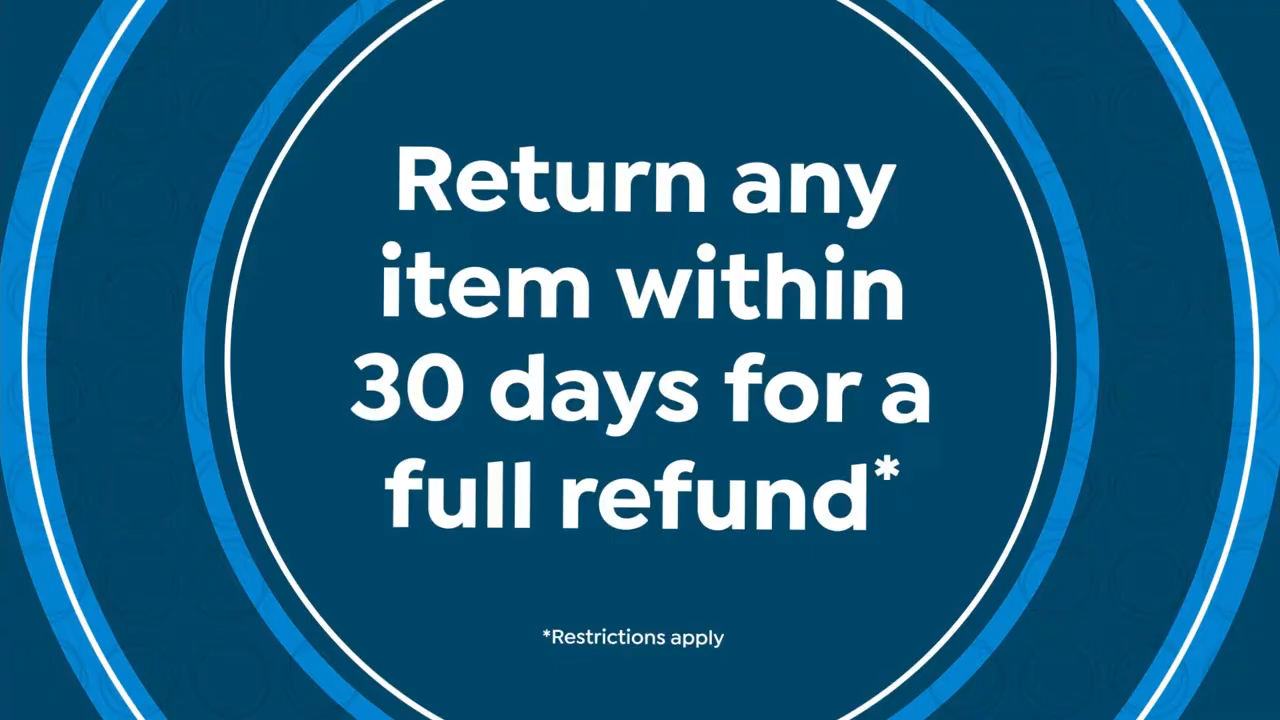 Return any
item within
30 days for a
full refund*
*Restrictions apply